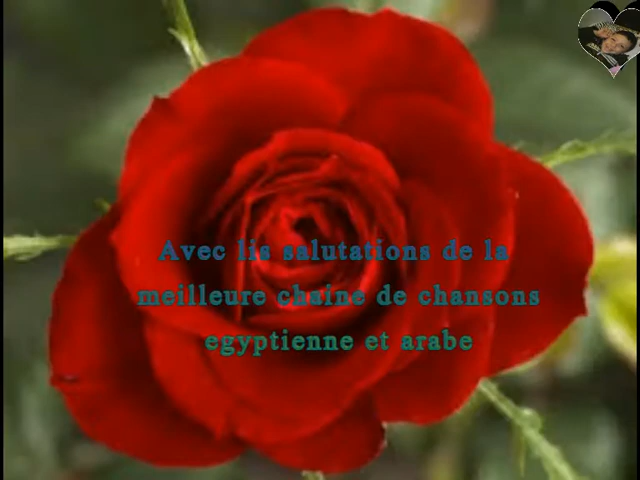 Avec lis salutations de la
meilleure chaine de chansons
egyptienne et arabe